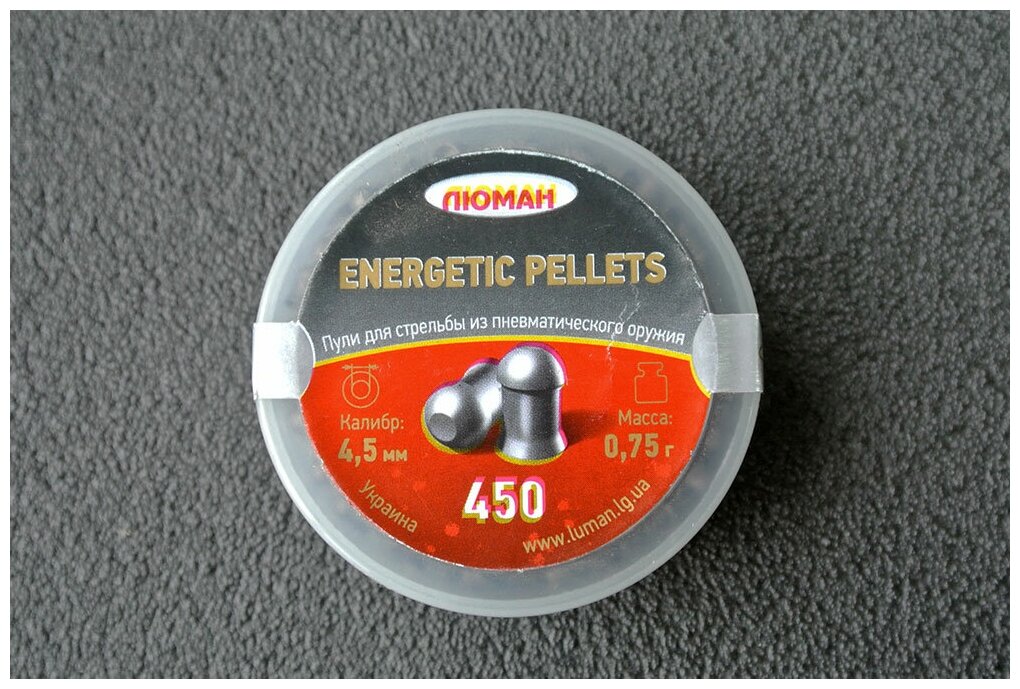 ЛЮМАН
ENERGETIC PELLETS
Пули для стрельбы из пневматического оружия
Калибр:
4,5 мм
Масса:
0,75 г
450
Украина
www.luman.lg.ua